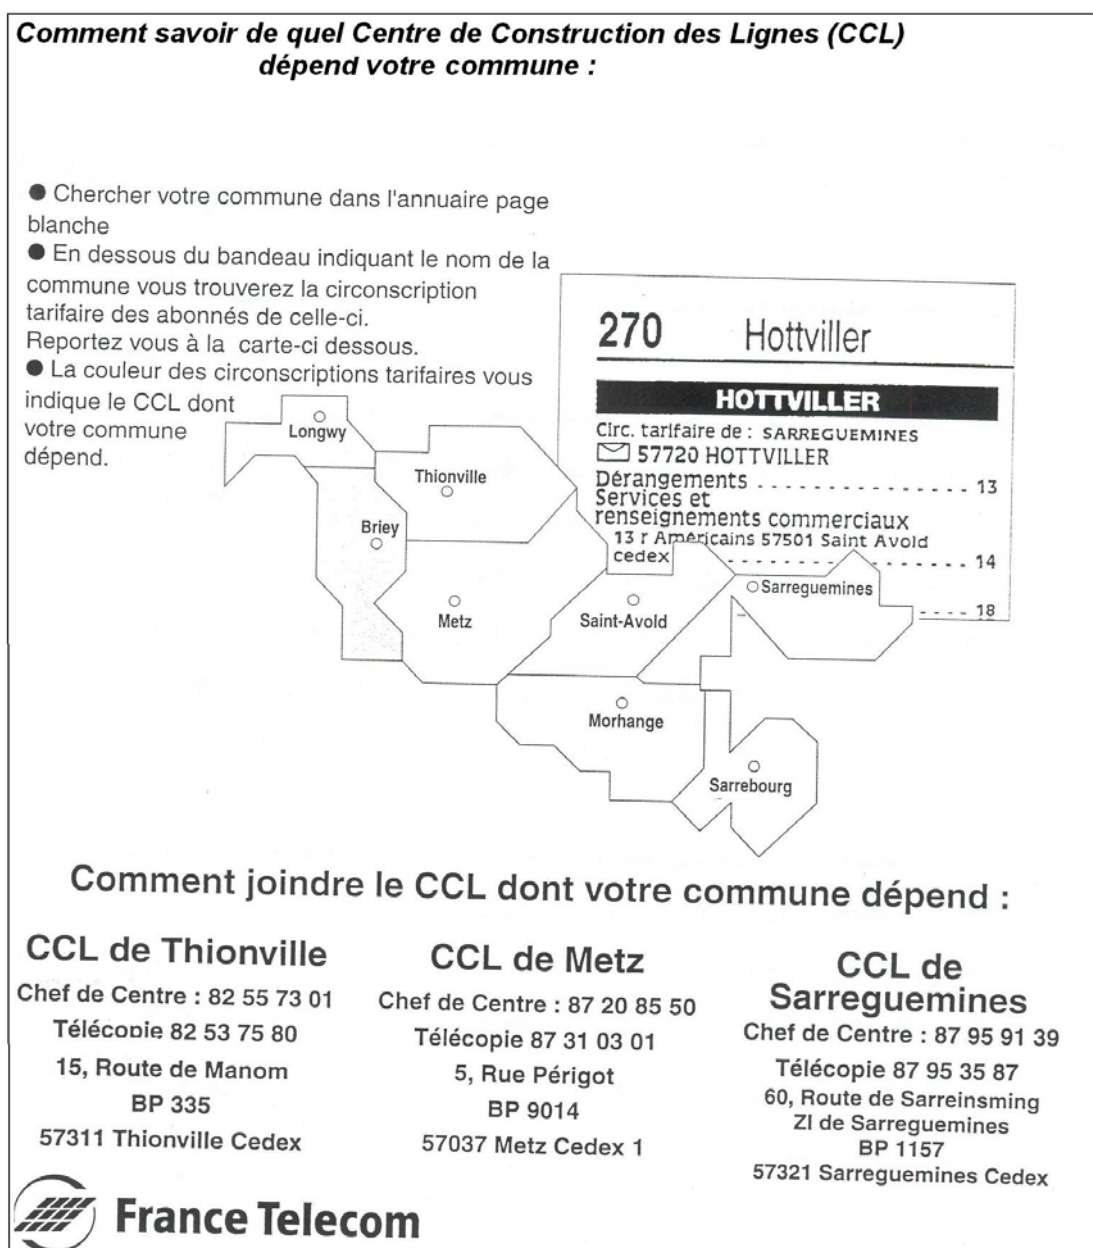 Comment savoir de quel Centre de Construction des Lignes (CCL)
dépend votre commune :
● Chercher votre commune dans l'annuaire page
blanche
● En dessous du bandeau indiquant le nom de la
commune vous trouverez la circonscription
tarifaire des abonnés de celle-ci.
Reportez vous à la carte-ci dessous.
● La couleur des circonscriptions tarifaires vous
indique le CCL dont
votre commune
dépend.
270 Hottviller
HOTTVILLER
Circ. tarifaire de : SARREGUEMINES
57720 HOTTVILLER
Dérangements - - - - - - - - - - - - - - - 13
Services et
renseignements commerciaux
13 r Américains 57501 Saint Avold
cedex - - - - - - - - - - - - - - - 14
- - - - 18
Longwy
Thionville
Briey
Metz
Saint-Avold
Sarreguemines
Morhange
Sarrebourg
Comment joindre le CCL dont votre commune dépend :
CCL de Thionville
Chef de Centre : 82 55 73 01
Télécopie 82 53 75 80
15, Route de Manom
BP 335
57311 Thionville Cedex
CCL de Metz
Chef de Centre : 87 20 85 50
Télécopie 87 31 03 01
5, Rue Périgot
BP 9014
57037 Metz Cedex 1
CCL de
Sarreguemines
Chef de Centre : 87 95 91 39
Télécopie 87 95 35 87
60, Route de Sarreinsming
ZI de Sarreguemines
BP 1157
57321 Sarreguemines Cedex
France Telecom